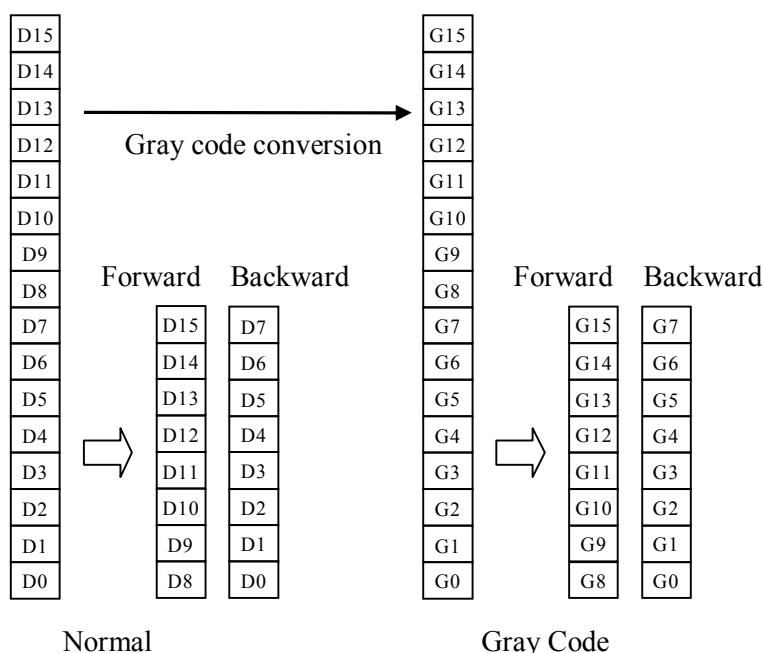 D15
D14
D13
D12
D11
D10
D9
D8
D7
D6
D5
D4
D3
D2
D1
D0
Gray code conversion
Forward Backward
D15 D7
D14 D6
D13 D5
D12 D4
D11 D3
D10 D2
D9 D1
D8 D0
Normal
G15
G14
G13
G12
G11
G10
G9
G8
G7
G6
G5
G4
G3
G2
G1
G0
Forward Backward
G15 G7
G14 G6
G13 G5
G12 G4
G11 G3
G10 G2
G9 G1
G8 G0
Gray Code